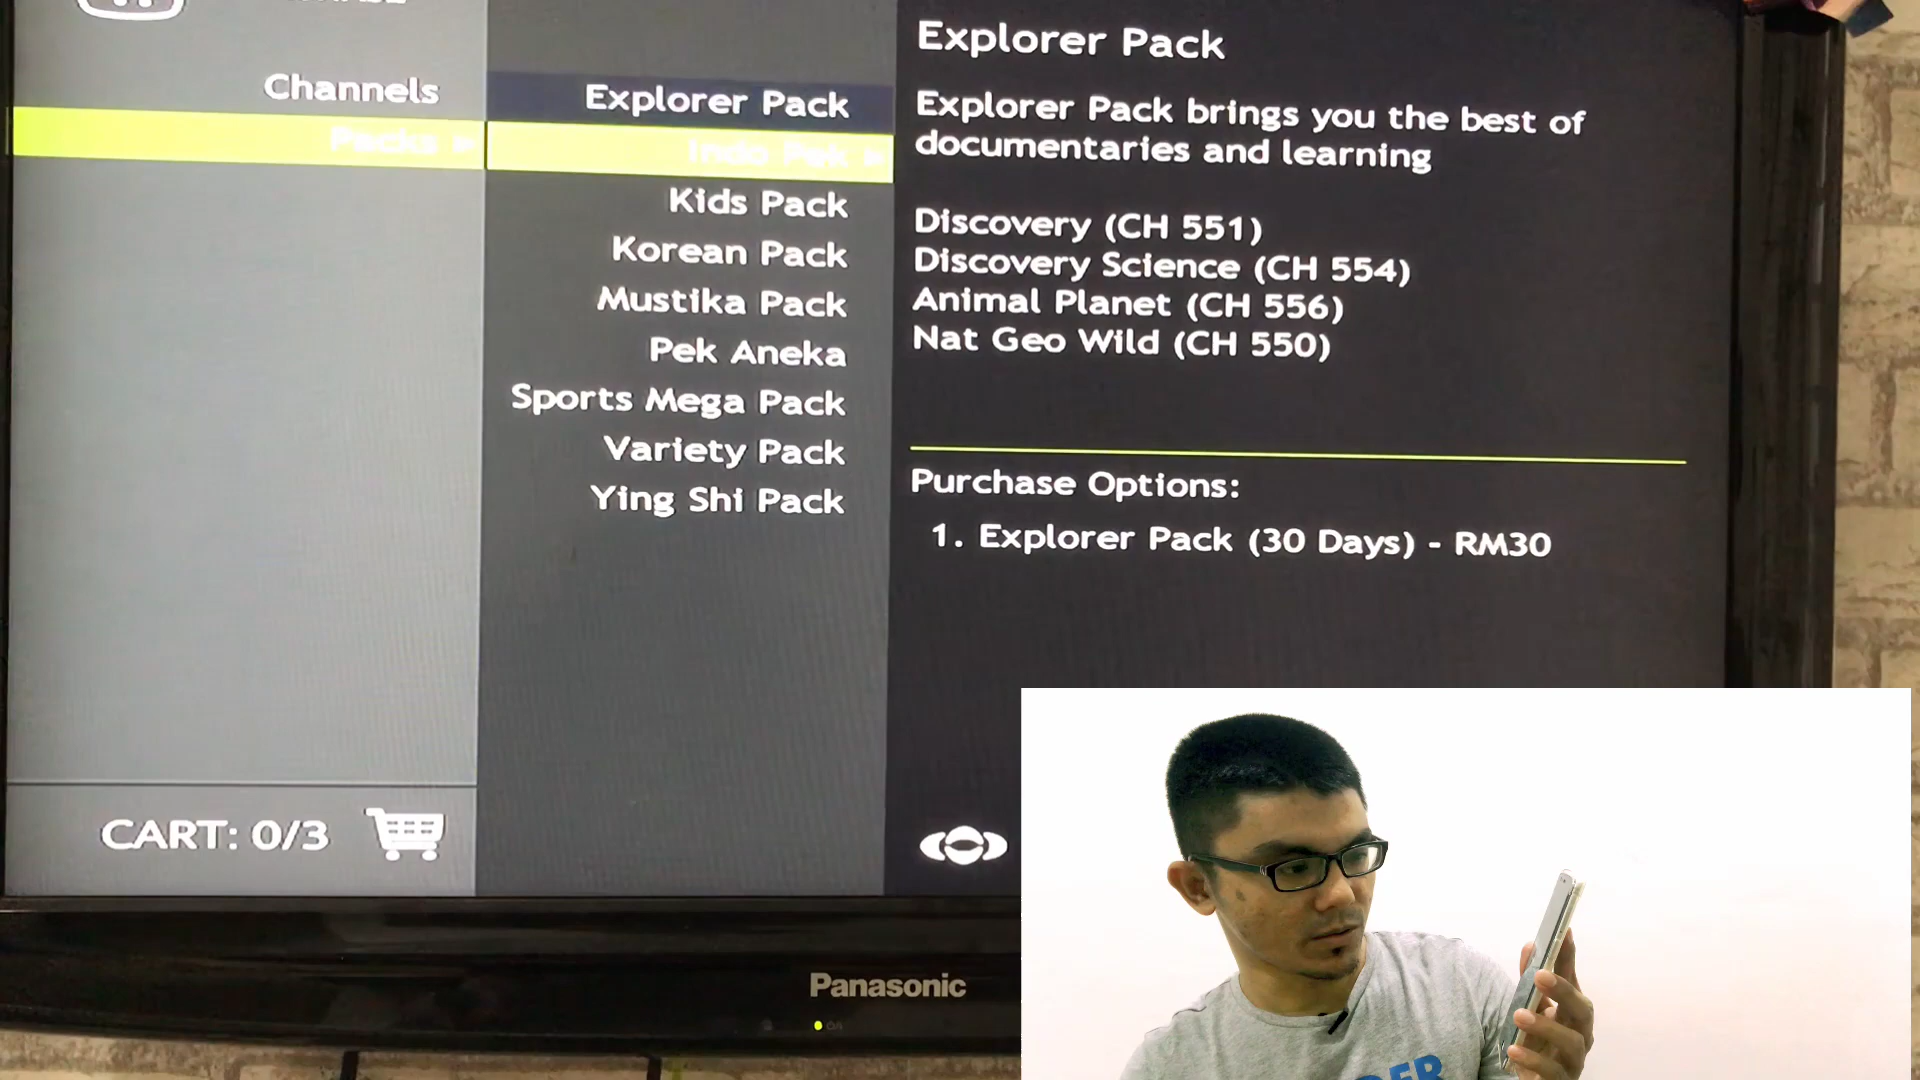 Channels
Packs
Explorer Pack
Indo Pek
Kids Pack
Korean Pack
Mustika Pack
Pek Aneka
Sports Mega Pack
Variety Pack
Ying Shi Pack
CART: 0/3
Explorer Pack
Explorer Pack brings you the best of
documentaries and learning
Discovery (CH 551)
Discovery Science (CH 554)
Animal Planet (CH 556)
Nat Geo Wild (CH 550)
Purchase Options:
1. Explorer Pack (30 Days) - RM30
Panasonic